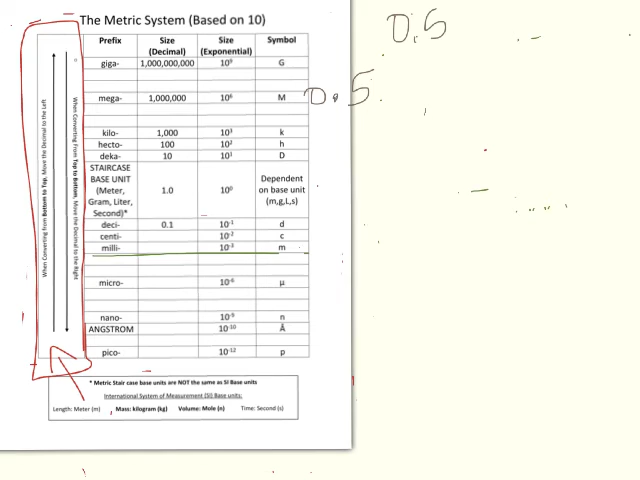 The Metric System (Based on 10)
Prefix Size (Decimal) Size (Exponential) Symbol
giga- 1,000,000,000 10⁹ G
mega- 1,000,000 10⁶ M
kilo- 1,000 10³ k
hecto- 100 10² h
deka- 10 10¹ D
STAIRCASE
BASE UNIT
(Meter,
Gram, Liter,
Second)*
1.0
10⁰
Dependent
on base unit
(m,g,L,s)
deci- 0.1 10⁻¹ d
centi- 10⁻² c
milli- 10⁻³ m
micro- 10⁻⁶ μ
nano- 10⁻⁹ n
ANGSTROM 10⁻¹⁰ Å
pico- 10⁻¹² p
When Converting from Bottom to Top, Move the Decimal to the Left
When Converting From Top to Bottom, Move the Decimal to the Right
* Metric Stair case base units are NOT the same as SI Base units
International System of Measurement (SI) Base units:
Length: Meter (m) Mass: kilogram (kg) Volume: Mole (n) Time: Second (s)
0.5
0.5